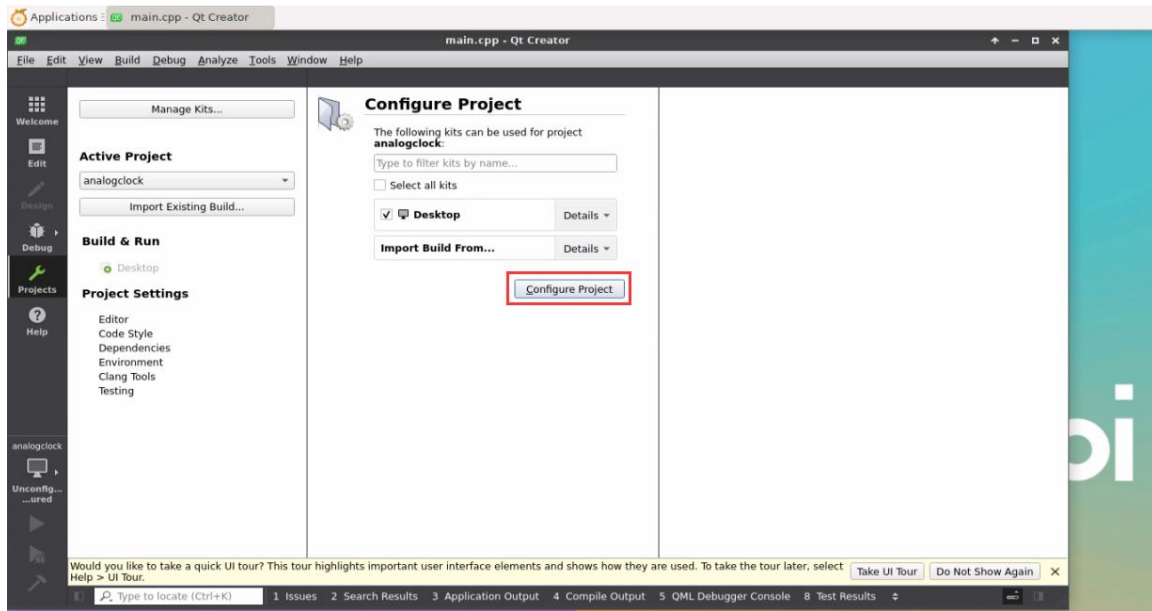 Applications
main.cpp - Qt Creator
main.cpp - Qt Creator
File Edit View Build Debug Analyze Tools Window Help
Welcome
Edit
Design
Debug
Projects
Help
Manage Kits...
Active Project
analogclock
Import Existing Build...
Build & Run
Desktop
Project Settings
Editor
Code Style
Dependencies
Environment
Clang Tools
Testing
Configure Project
The following kits can be used for project
analogclock:
Type to filter kits by name...
Select all kits
Desktop Details
Import Build From... Details
Configure Project
analogclock
Unconfig...
...ured
pi
Would you like to take a quick UI tour? This tour highlights important user interface elements and shows how they are used. To take the tour later, select
Help > UI Tour.
Take UI Tour
Do Not Show Again
Type to locate (Ctrl+K)
1 Issues 2 Search Results 3 Application Output 4 Compile Output 5 QML Debugger Console 8 Test Results